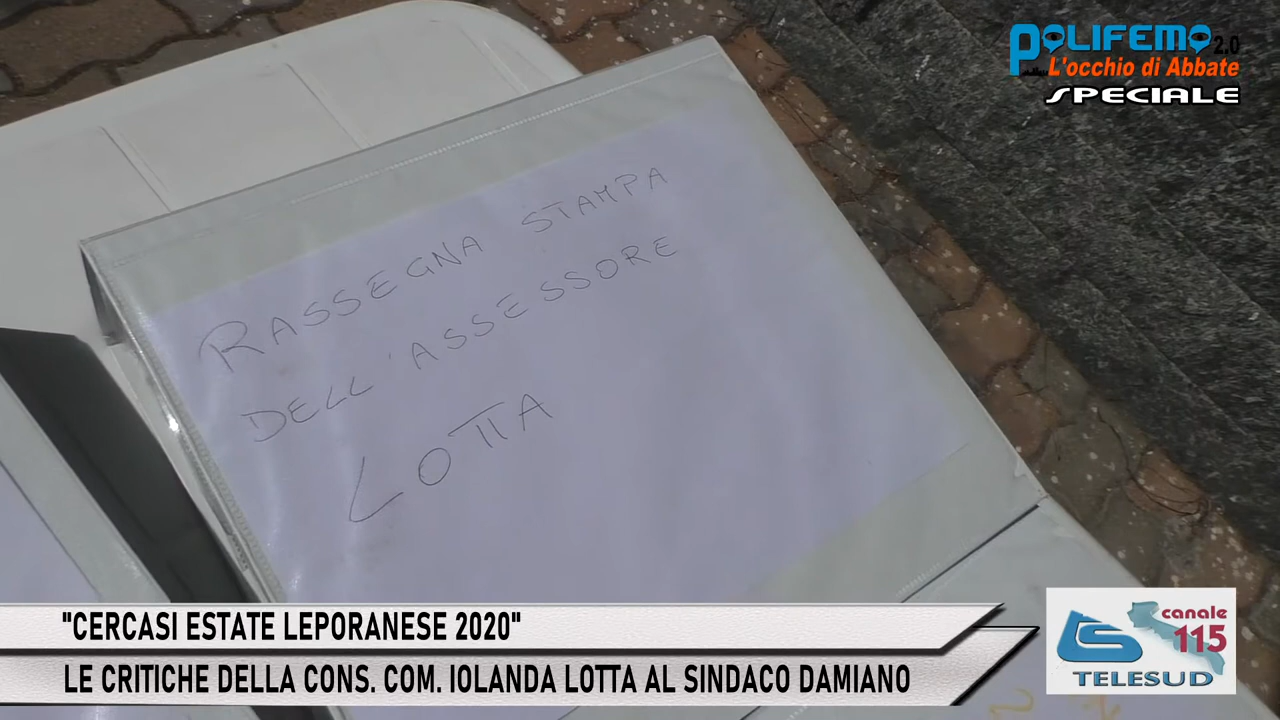 POLIFEMO 2.0
L'occhio di Abbate
SPECIALE
RASSEGNA STAMPA
DELL'ASSESSORE
LOTTA
"CERCASI ESTATE LEPORANESE 2020"
LE CRITICHE DELLA CONS. COM. IOLANDA LOTTA AL SINDACO DAMIANO
canale
115
TELESUD